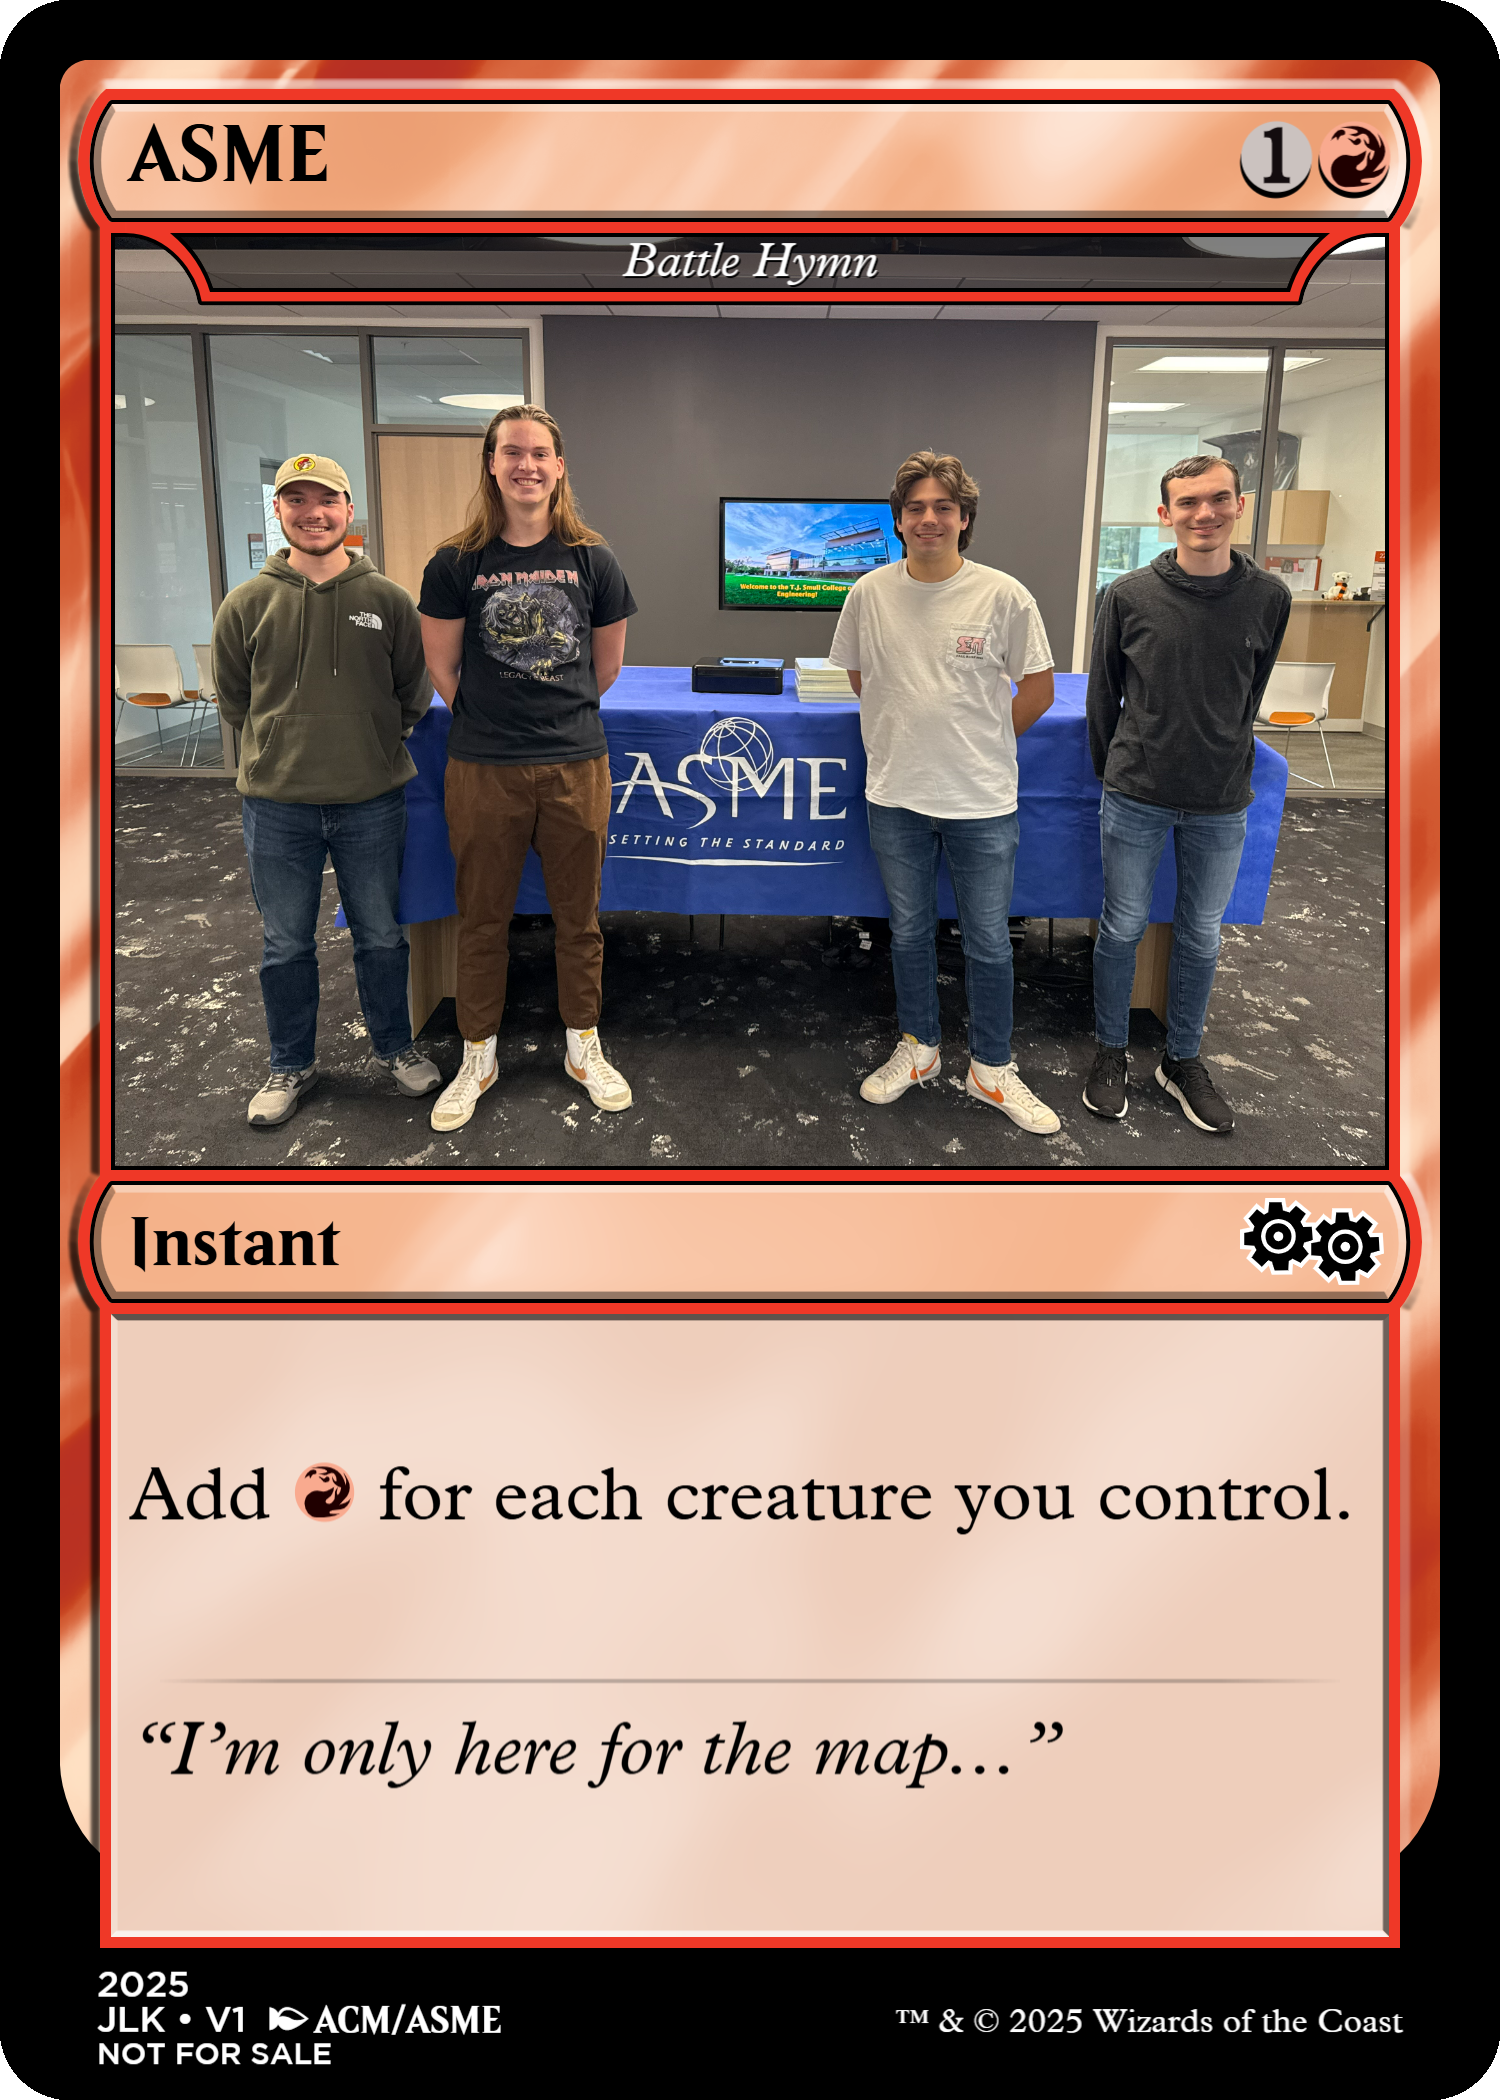 ASME
1
Battle Hymn
THE
NORTH
FACE
IRON MAIDEN
LEGACY OF THE BEAST
Welcome to the T.J. Smull College of
Engineering!
ΣΠ
ASME
SETTING THE STANDARD
Instant
Add for each creature you control.
“I’m only here for the map…”
2025
JLK • V1 ACM/ASME
NOT FOR SALE
™ & © 2025 Wizards of the Coast